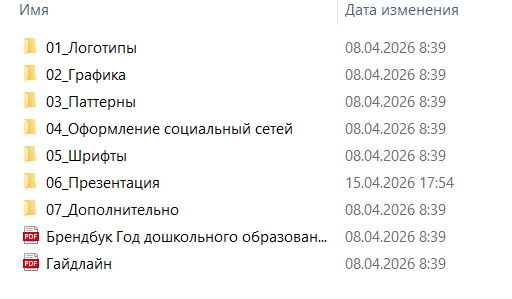 Имя Дата изменения
01_Логотипы 08.04.2026 8:39
02_Графика 08.04.2026 8:39
03_Паттерны 08.04.2026 8:39
04_Оформление социальный сетей 08.04.2026 8:39
05_Шрифты 08.04.2026 8:39
06_Презентация 15.04.2026 17:54
07_Дополнительно 08.04.2026 8:39
PDF Брендбук Год дошкольного образован... 08.04.2026 8:39
PDF Гайдлайн 08.04.2026 8:39